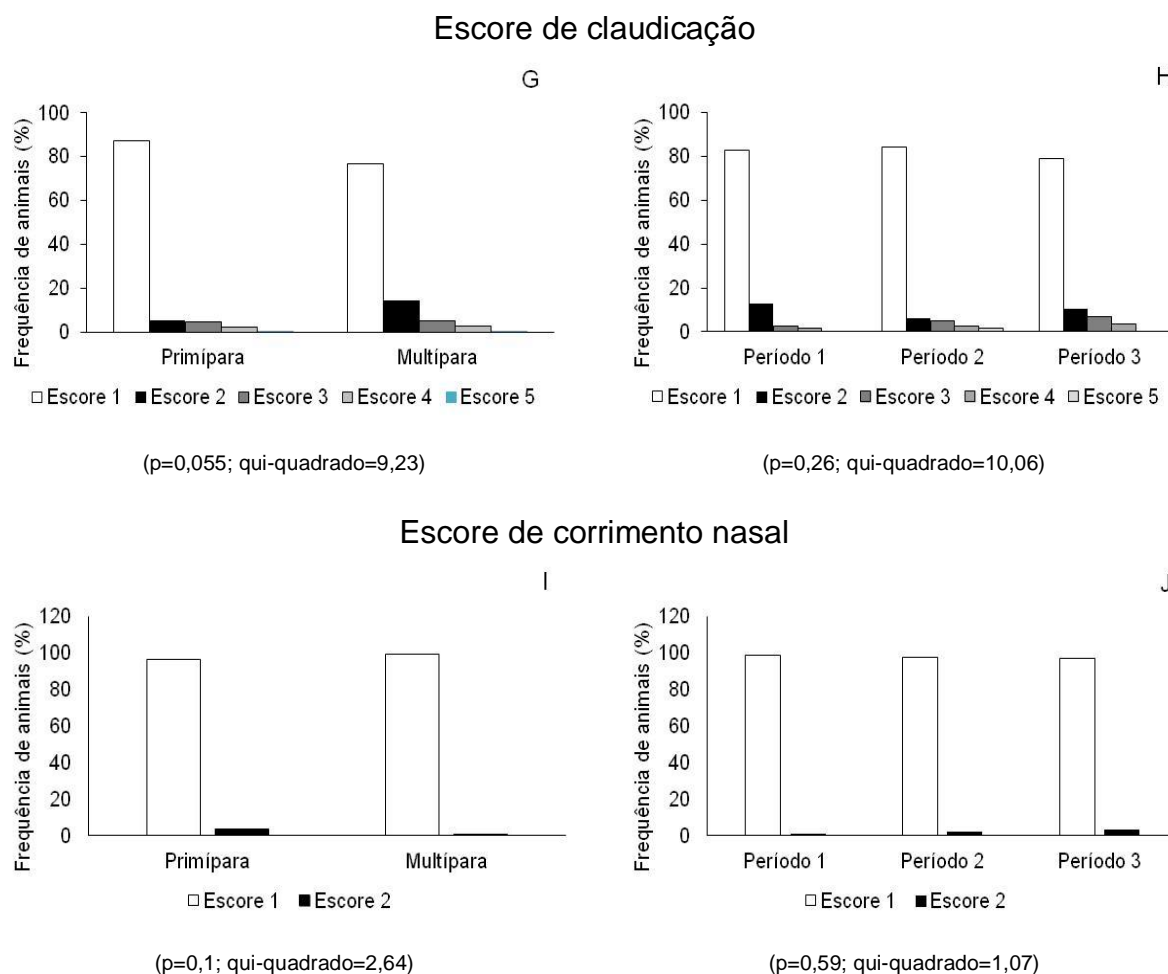 Escore de claudicação
G
Frequência de animais (%)
100
80
60
40
20
0
Primípara
Multípara
Escore 1 Escore 2 Escore 3 Escore 4 Escore 5
(p=0,055; qui-quadrado=9,23)
H
Frequência de animais (%)
100
80
60
40
20
0
Período 1
Período 2
Período 3
Escore 1 Escore 2 Escore 3 Escore 4 Escore 5
(p=0,26; qui-quadrado=10,06)
Escore de corrimento nasal
I
Frequência de animais (%)
120
100
80
60
40
20
0
Primípara
Multípara
Escore 1 Escore 2
(p=0,1; qui-quadrado=2,64)
J
Frequência de animais (%)
120
100
80
60
40
20
0
Período 1
Período 2
Período 3
Escore 1 Escore 2
(p=0,59; qui-quadrado=1,07)